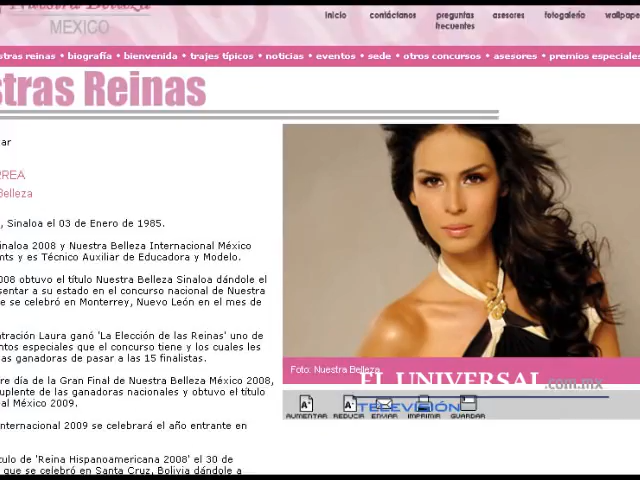 Nuestra Belleza
MEXICO
inicio contáctanos preguntas frecuentes asesores fotogalería wallpape
stras reinas • biografía • bienvenida • trajes típicos • noticias • eventos • sede • otros concursos • asesores • premios especiales
stras Reinas
ar
RREA
Belleza
, Sinaloa el 03 de Enero de 1985.
inaloa 2008 y Nuestra Belleza Internacional México
nts y es Técnico Auxiliar de Educadora y Modelo.
008 obtuvo el título Nuestra Belleza Sinaloa dándole el
sentar a su estado en el concurso nacional de Nuestra
e se celebró en Monterrey, Nuevo León en el mes de
tración Laura ganó 'La Elección de las Reinas' uno de
ntos especiales que el concurso tiene y los cuales les
as ganadoras de pasar a las 15 finalistas.
re día de la Gran Final de Nuestra Belleza México 2008,
uplente de las ganadoras nacionales y obtuvo el título
al México 2009.
Internacional 2009 se celebrará el año entrante en
culo de 'Reina Hispanoamericana 2008' el 30 de
que se celebró en Santa Cruz, Bolivia dándole a
Foto: Nuestra Belleza
EL UNIVERSAL.com.mx
TELEVISIÓN
AUMENTAR REDUCIR ENVIAR IMPRIMIR GUARDAR